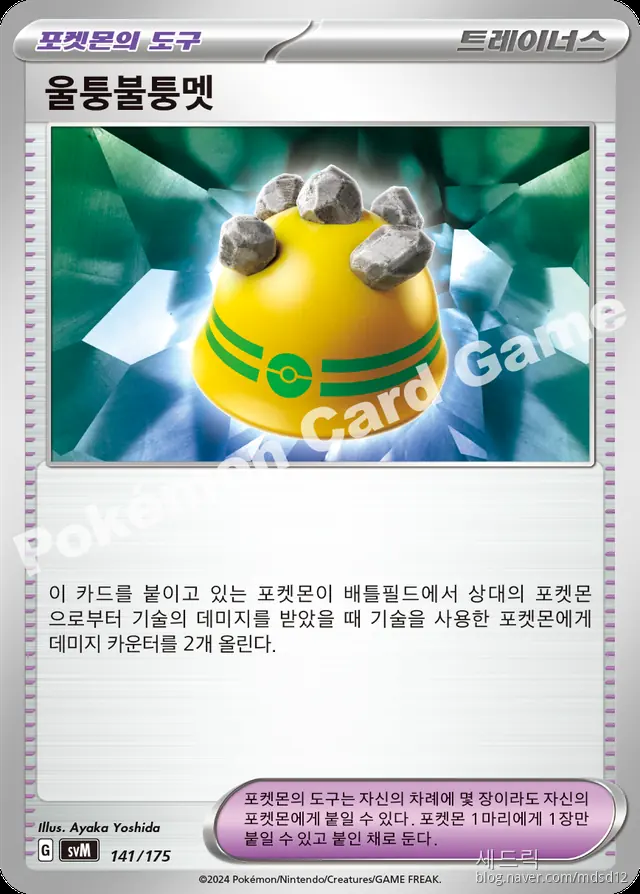 포켓몬의 도구
트레이너스
울퉁불퉁멧
Pokémon Card Game
이 카드를 붙이고 있는 포켓몬이 배틀필드에서 상대의 포켓몬
으로부터 기술의 데미지를 받았을 때 기술을 사용한 포켓몬에게
데미지 카운터를 2개 올린다.
포켓몬의 도구는 자신의 차례에 몇 장이라도 자신의
포켓몬에게 붙일 수 있다. 포켓몬 1마리에게 1장만
붙일 수 있고 붙인 채로 둔다.
Illus. Ayaka Yoshida
G svM 141/175
©2024 Pokémon/Nintendo/Creatures/GAME FREAK.
세드릭
blog.naver.com/mdsd12